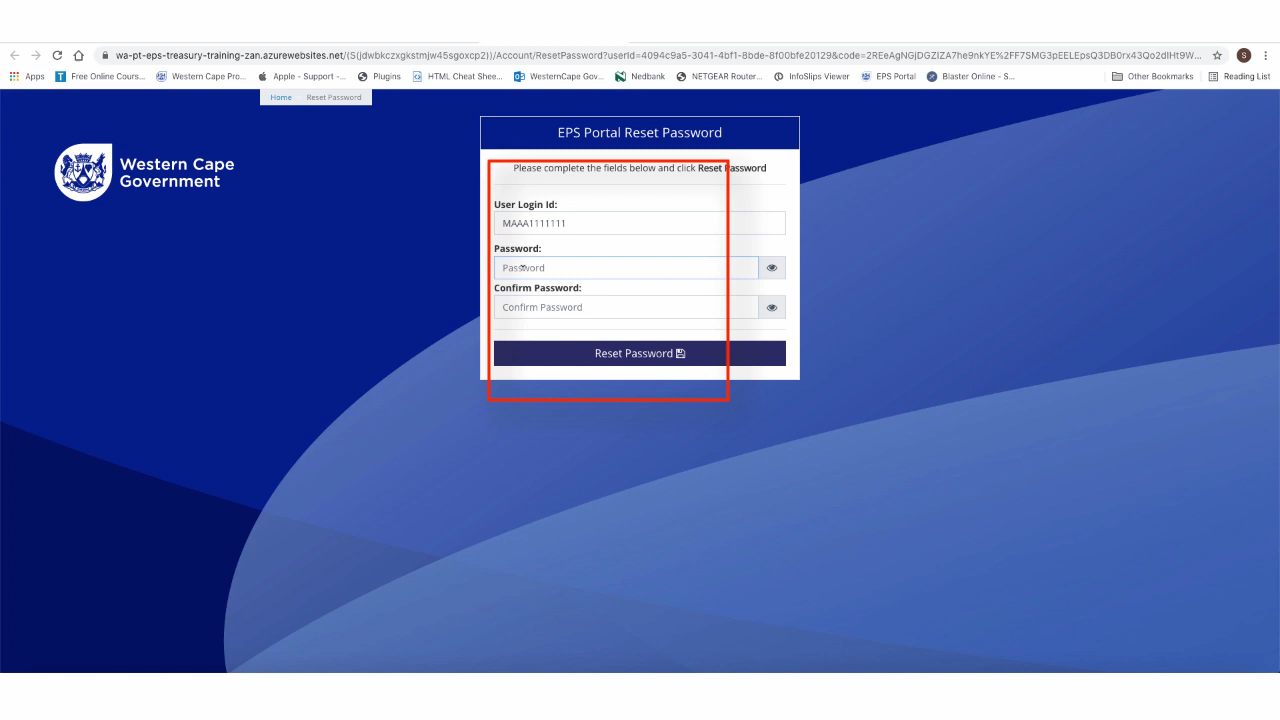 wa-pt-eps-treasury-training-zan.azurewebsites.net/(S(jdwbkczxgkstmjw45sgoxcp2))/Account/ResetPassword?userId=4094c9a5-3041-4bf1-8bde-8f00bfe20129&code=2REeAgNGjDGZIZA7he9nkYE%2FF7SMG3pEELEpsQ3DB0rx43Qo2dIHt9W... S
Apps T Free Online Cours... Western Cape Pro... Apple - Support -... Plugins HTML Cheat Shee... WesternCape Gov... Nedbank NETGEAR Router... InfoSlips Viewer EPS Portal Blaster Online - S... Other Bookmarks Reading List
Home Reset Password
Western Cape
Government
EPS Portal Reset Password
Please complete the fields below and click Reset Password
User Login Id:
MAAA1111111
Password:
Password
Confirm Password:
Confirm Password
Reset Password